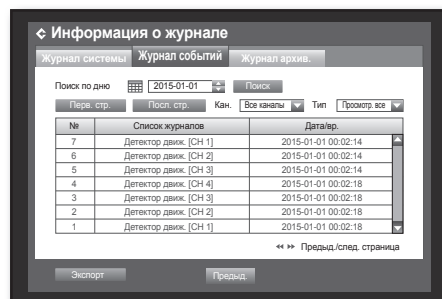 Информация о журнале
Журнал системы Журнал событий Журнал архив.
Поиск по дню 2015-01-01 Поиск
Перв. стр. Посл. стр. Кан. Все каналы Тип Просмотр. все
№ Список журналов Дата/вр.
7 Детектор движ. [CH 1] 2015-01-01 00:02:14
6 Детектор движ. [CH 2] 2015-01-01 00:02:14
5 Детектор движ. [CH 3] 2015-01-01 00:02:14
4 Детектор движ. [CH 4] 2015-01-01 00:02:18
3 Детектор движ. [CH 3] 2015-01-01 00:02:18
2 Детектор движ. [CH 2] 2015-01-01 00:02:18
1 Детектор движ. [CH 1] 2015-01-01 00:02:18
Предыд./след. страница
Экспорт Предыд.